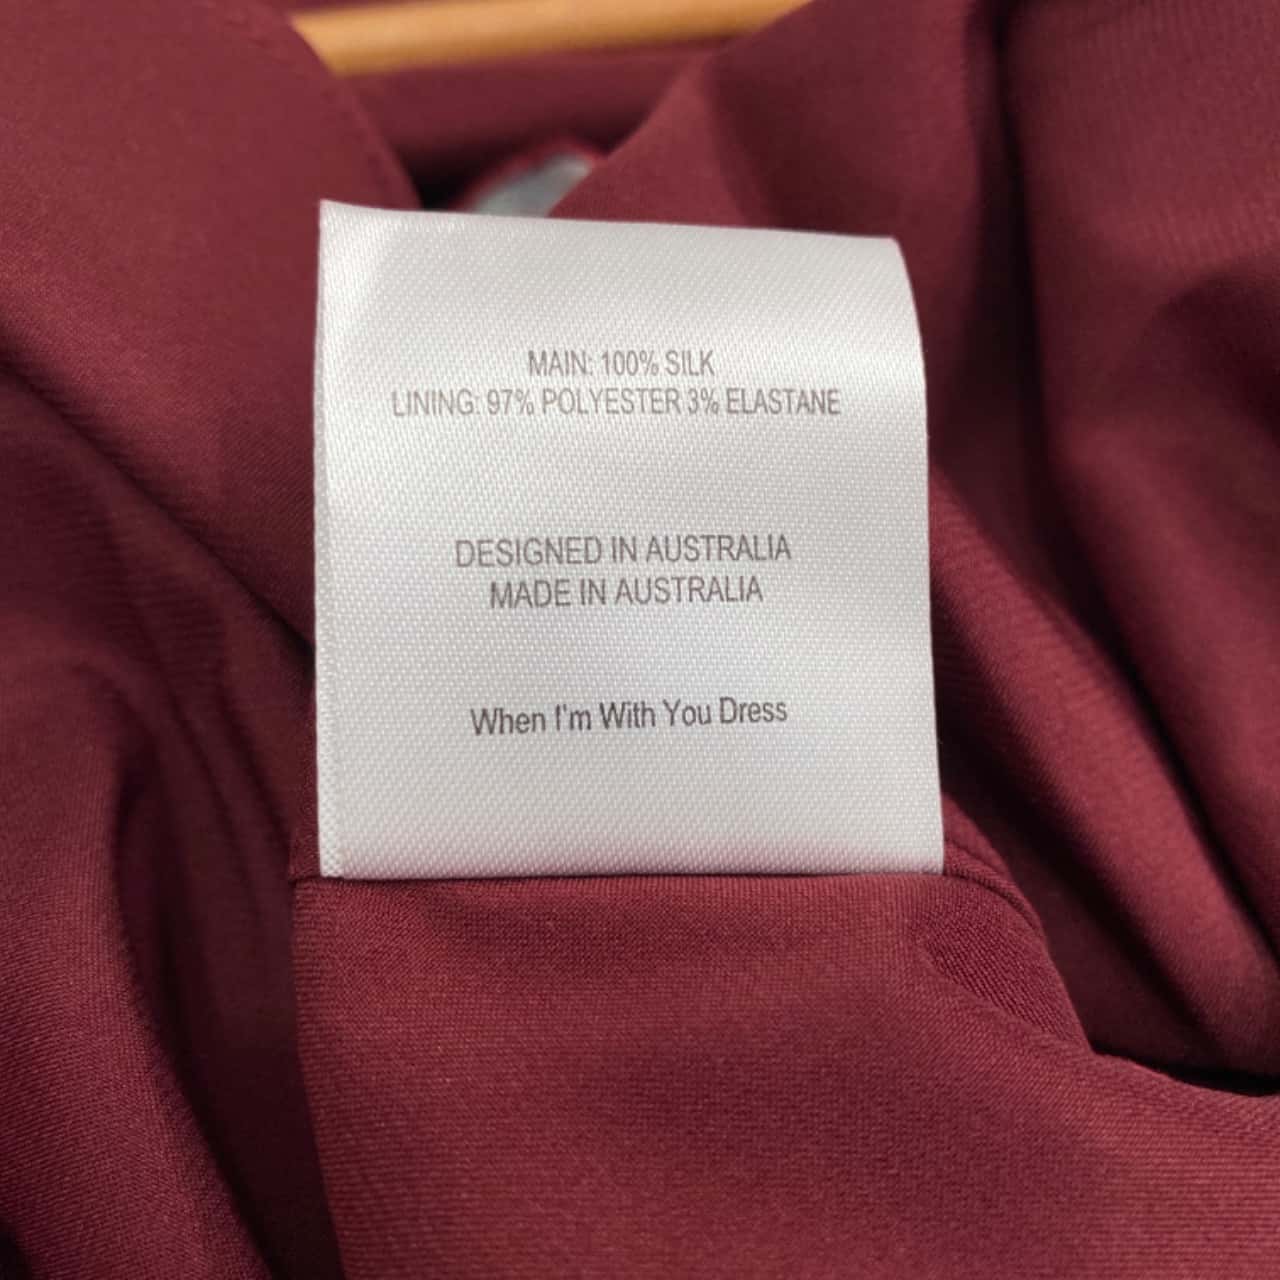 MAIN: 100% SILK
LINING: 97% POLYESTER 3% ELASTANE
DESIGNED IN AUSTRALIA
MADE IN AUSTRALIA
When I'm With You Dress